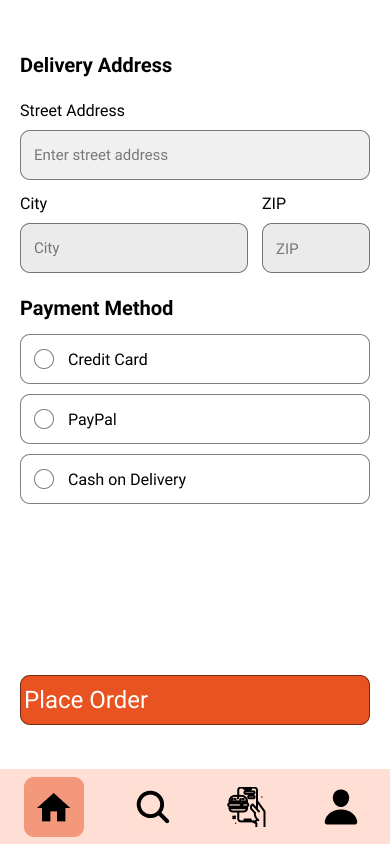 Delivery Address
Street Address
Enter street address
City ZIP
City ZIP
Payment Method
Credit Card
PayPal
Cash on Delivery
Place Order